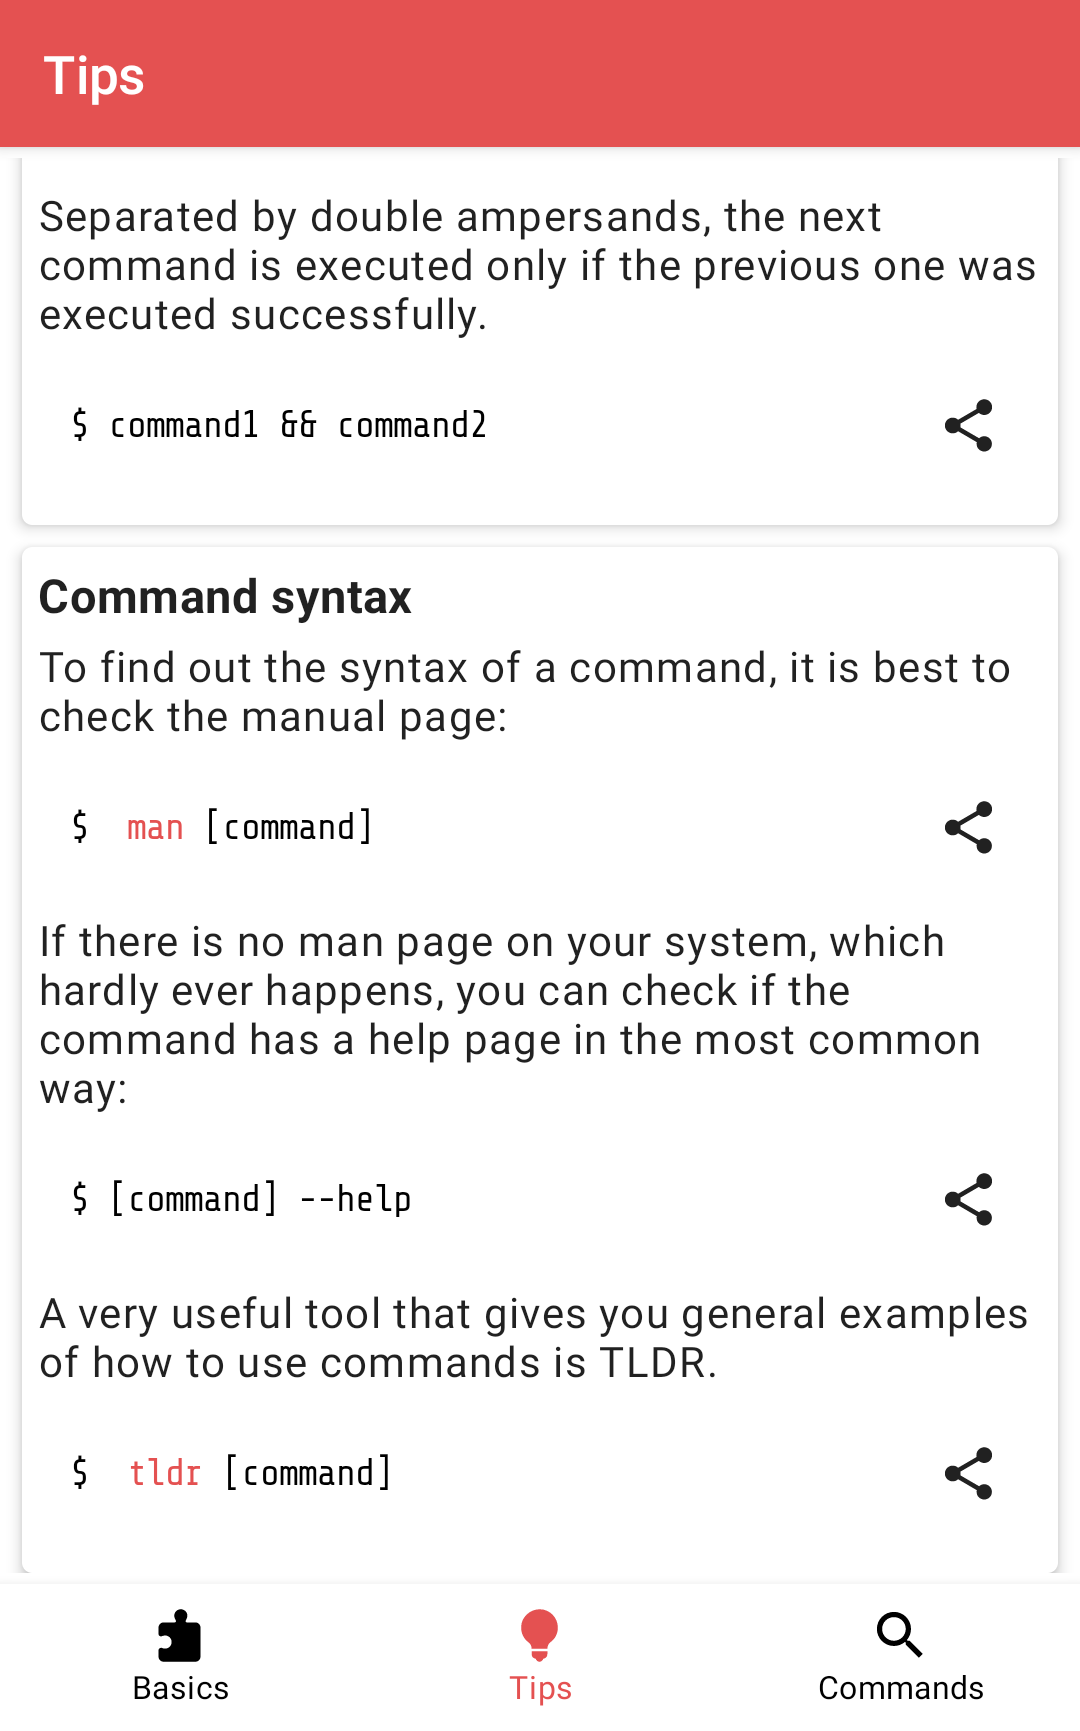 Tips
Separated by double ampersands, the next
command is executed only if the previous one was
executed successfully.
$ command1 && command2
Command syntax
To find out the syntax of a command, it is best to
check the manual page:
$ man [command]
If there is no man page on your system, which
hardly ever happens, you can check if the
command has a help page in the most common
way:
$ [command] --help
A very useful tool that gives you general examples
of how to use commands is TLDR.
$ tldr [command]
Basics
Tips
Commands